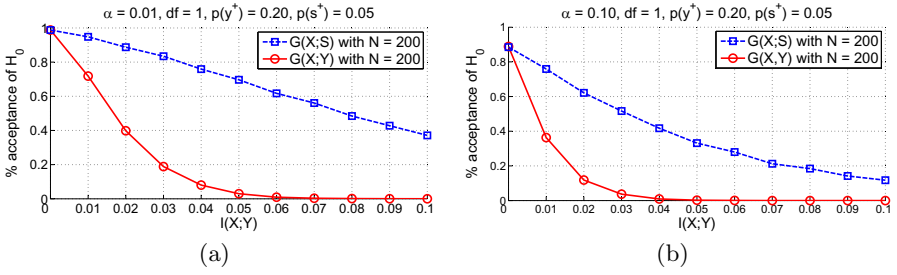 α = 0.01, df = 1, p(y⁺) = 0.20, p(s⁺) = 0.05
% acceptance of H₀
1
0.8
0.6
0.4
0.2
0
G(X;S) with N = 200
G(X;Y) with N = 200
0 0.01 0.02 0.03 0.04 0.05 0.06 0.07 0.08 0.09 0.1
I(X;Y)
(a)
α = 0.10, df = 1, p(y⁺) = 0.20, p(s⁺) = 0.05
% acceptance of H₀
1
0.8
0.6
0.4
0.2
0
G(X;S) with N = 200
G(X,Y) with N = 200
0 0.01 0.02 0.03 0.04 0.05 0.06 0.07 0.08 0.09 0.1
I(X;Y)
(b)